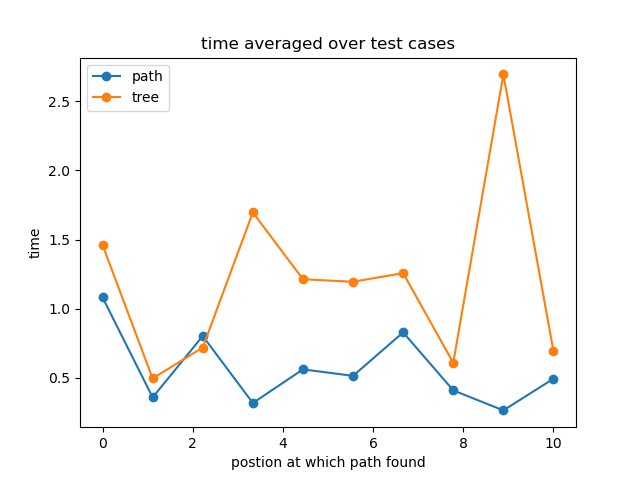 time averaged over test cases
path
tree
2.5
2.0
1.5
1.0
0.5
time
0 2 4 6 8 10
postion at which path found